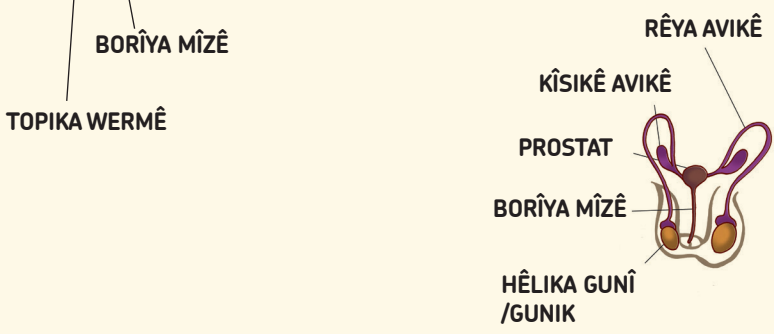 BORÎYA MÎZÊ
TOPIKA WERMÊ
RÊYA AVIKÊ
KÎSIKÊ AVIKÊ
PROSTAT
BORÎYA MÎZÊ
HÊLIKA GUNÎ
/GUNIK